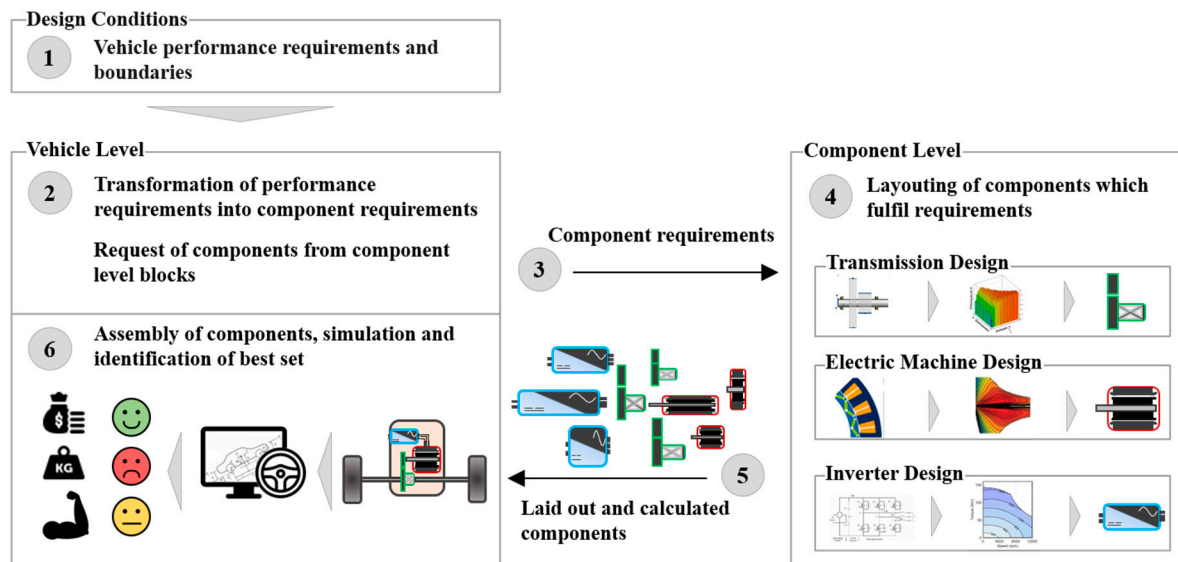 Design Conditions
1
Vehicle performance requirements and
boundaries
Vehicle Level
2
Transformation of performance
requirements into component requirements
Request of components from component
level blocks
3
Component requirements
Component Level
4
Layouting of components which
fulfil requirements
Transmission Design
Electric Machine Design
Inverter Design
5
Laid out and calculated
components
6
Assembly of components, simulation and
identification of best set
$
KG
Speed (rpm)